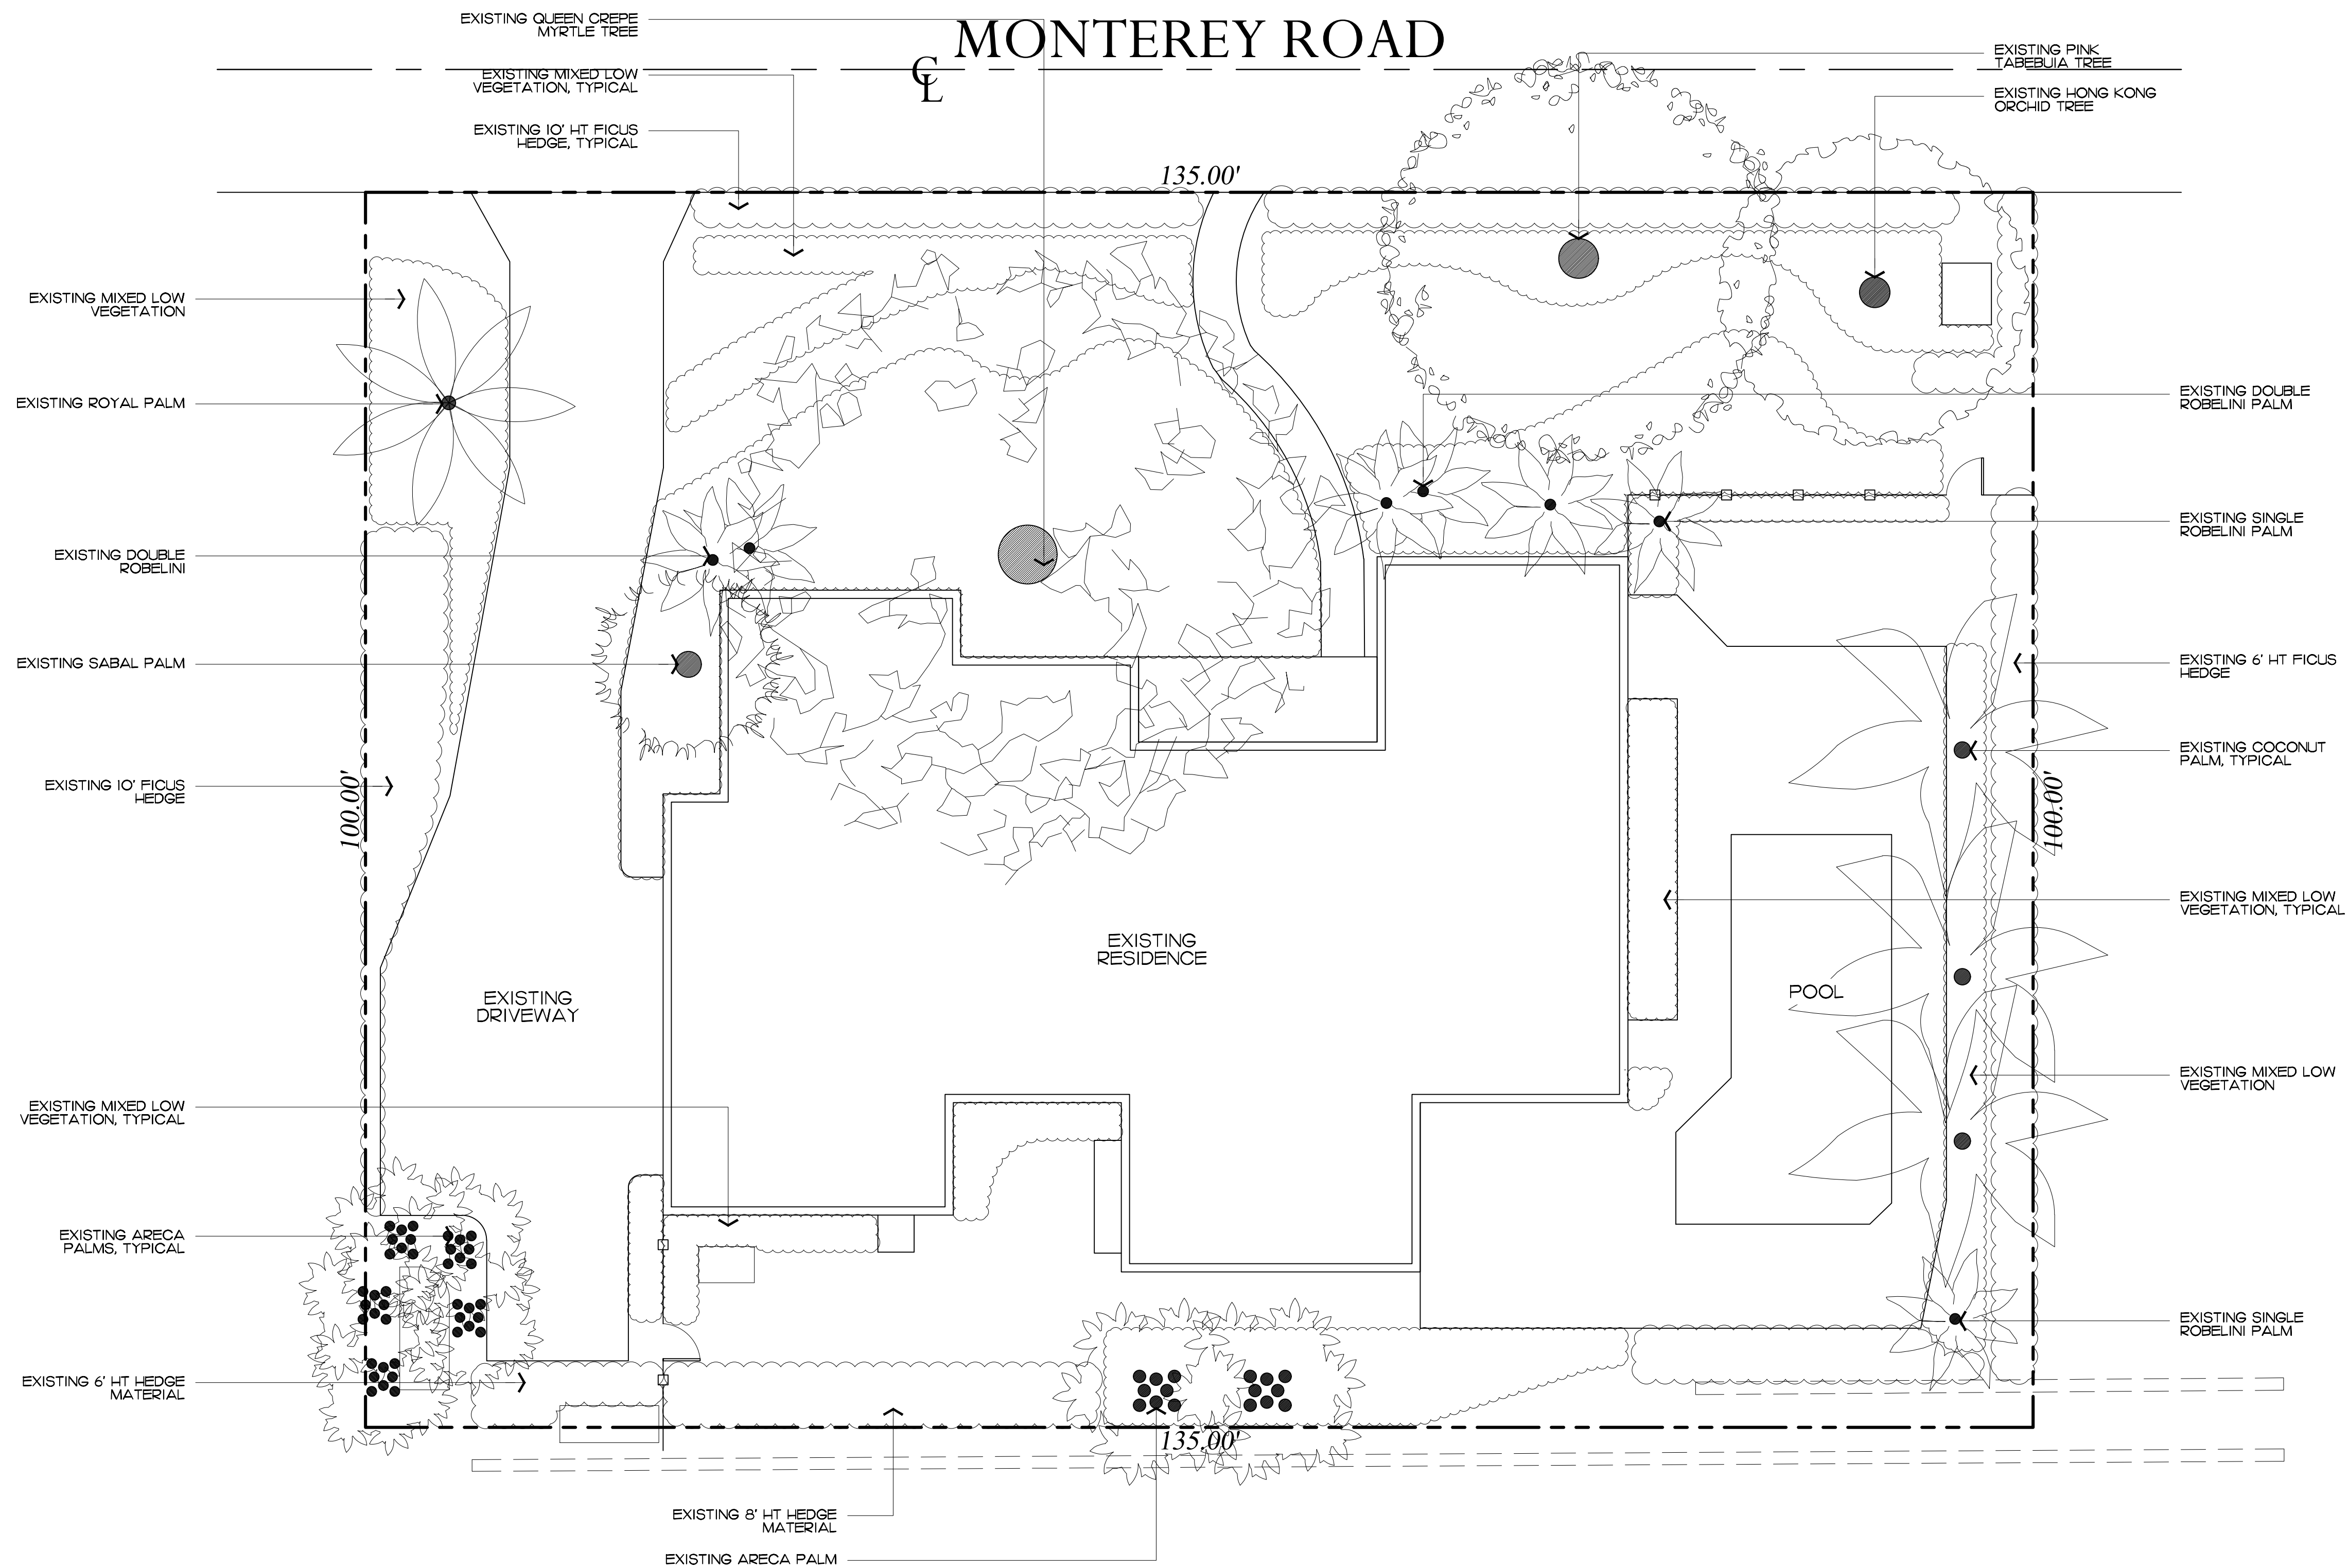 EXISTING QUEEN CREPE
MYRTLE TREE
MONTEREY ROAD
CL
EXISTING PINK
TABEBUIA TREE
EXISTING MIXED LOW
VEGETATION, TYPICAL
EXISTING HONG KONG
ORCHID TREE
EXISTING 10' HT FICUS
HEDGE, TYPICAL
135.00'
EXISTING MIXED LOW
VEGETATION
EXISTING ROYAL PALM
EXISTING DOUBLE
ROBELINI PALM
EXISTING DOUBLE
ROBELINI
EXISTING SINGLE
ROBELINI PALM
EXISTING SABAL PALM
EXISTING 6' HT FICUS
HEDGE
EXISTING COCONUT
PALM, TYPICAL
EXISTING 10' FICUS
HEDGE
100.00'
100.00'
EXISTING MIXED LOW
VEGETATION, TYPICAL
EXISTING
RESIDENCE
EXISTING
DRIVEWAY
POOL
EXISTING MIXED LOW
VEGETATION
EXISTING MIXED LOW
VEGETATION, TYPICAL
EXISTING ARECA
PALMS, TYPICAL
EXISTING SINGLE
ROBELINI PALM
EXISTING 6' HT HEDGE
MATERIAL
135.00'
EXISTING 8' HT HEDGE
MATERIAL
EXISTING ARECA PALM